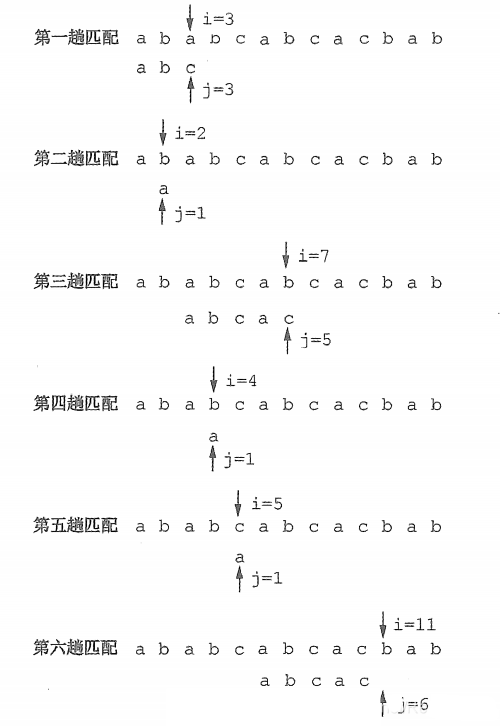 i=3
第一趟匹配 a b a b c a b c a c b a b
a b c
j=3
i=2
第二趟匹配 a b a b c a b c a c b a b
a
j=1
i=7
第三趟匹配 a b a b c a b c a c b a b
a b c a c
j=5
i=4
第四趟匹配 a b a b c a b c a c b a b
a
j=1
i=5
第五趟匹配 a b a b c a b c a c b a b
a
j=1
i=11
第六趟匹配 a b a b c a b c a c b a b
a b c a c
j=6